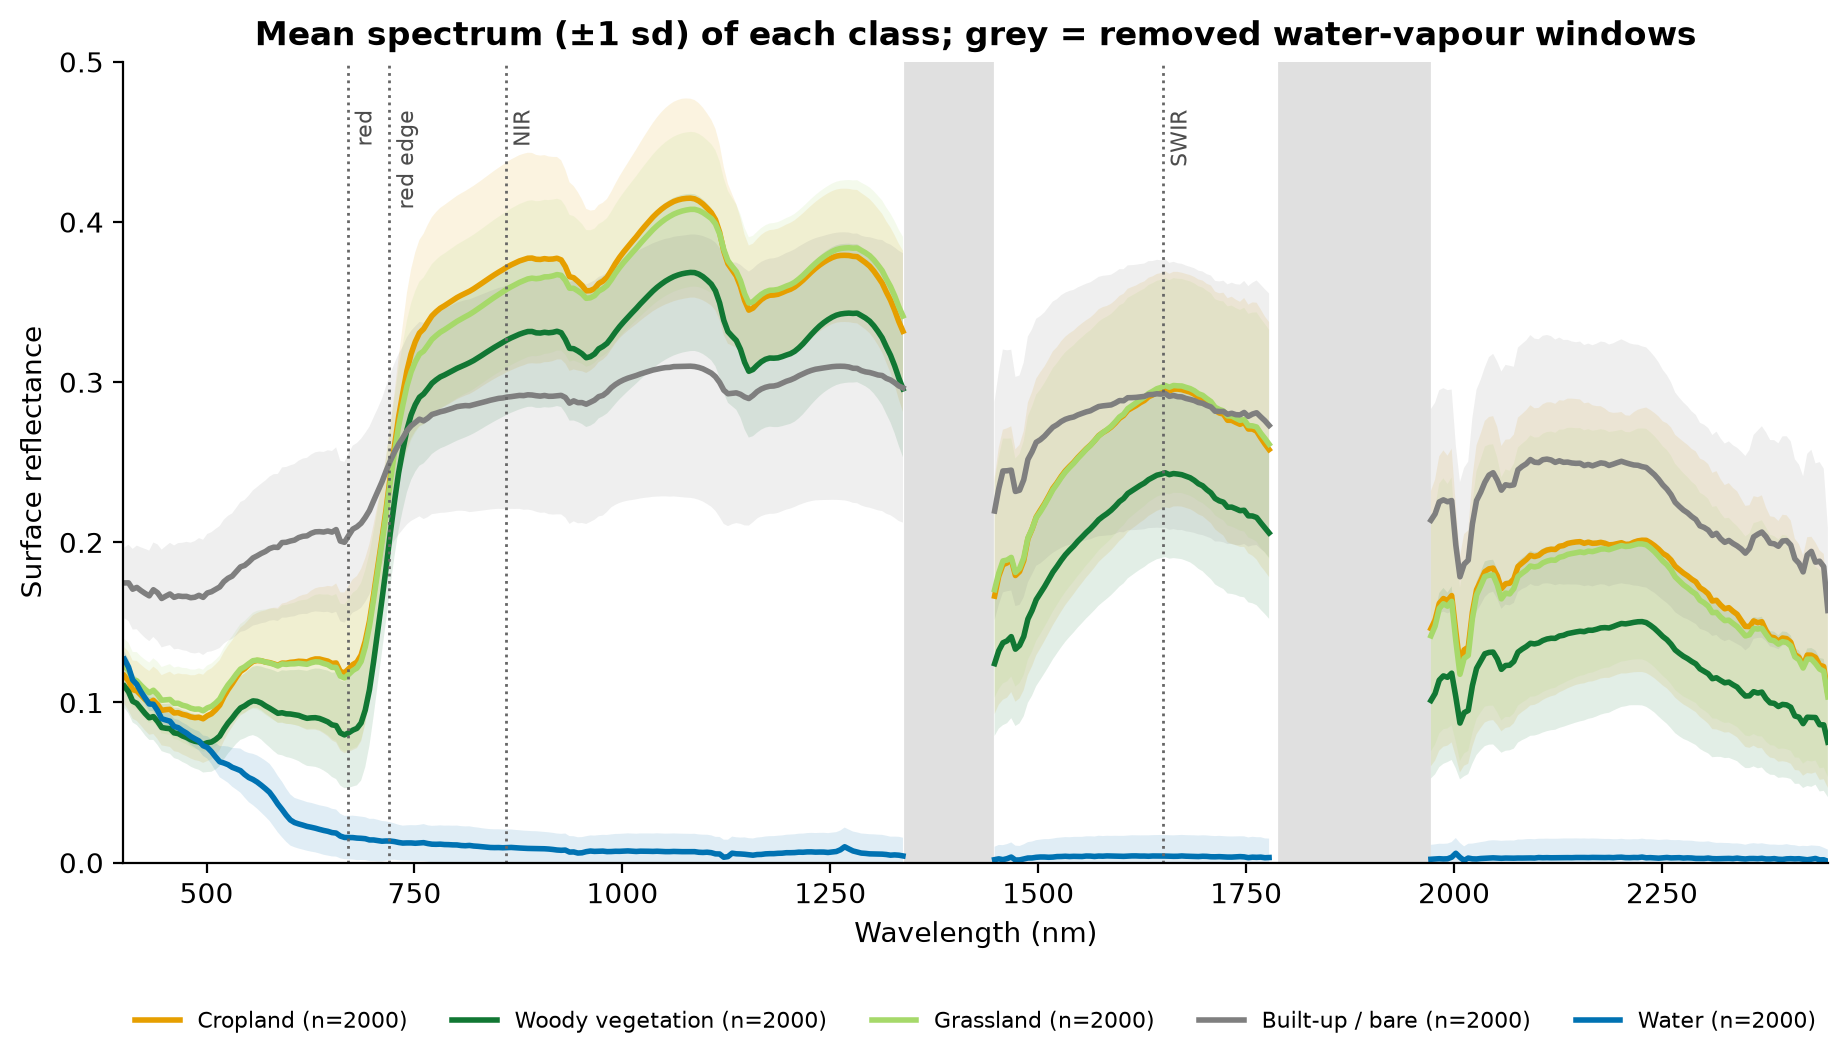 Mean spectrum (±1 sd) of each class; grey = removed water-vapour windows
0.5
0.4
0.3
0.2
0.1
0.0
Surface reflectance
red
red edge
NIR
SWIR
500 750 1000 1250 1500 1750 2000 2250
Wavelength (nm)
Cropland (n=2000) Woody vegetation (n=2000) Grassland (n=2000) Built-up / bare (n=2000) Water (n=2000)